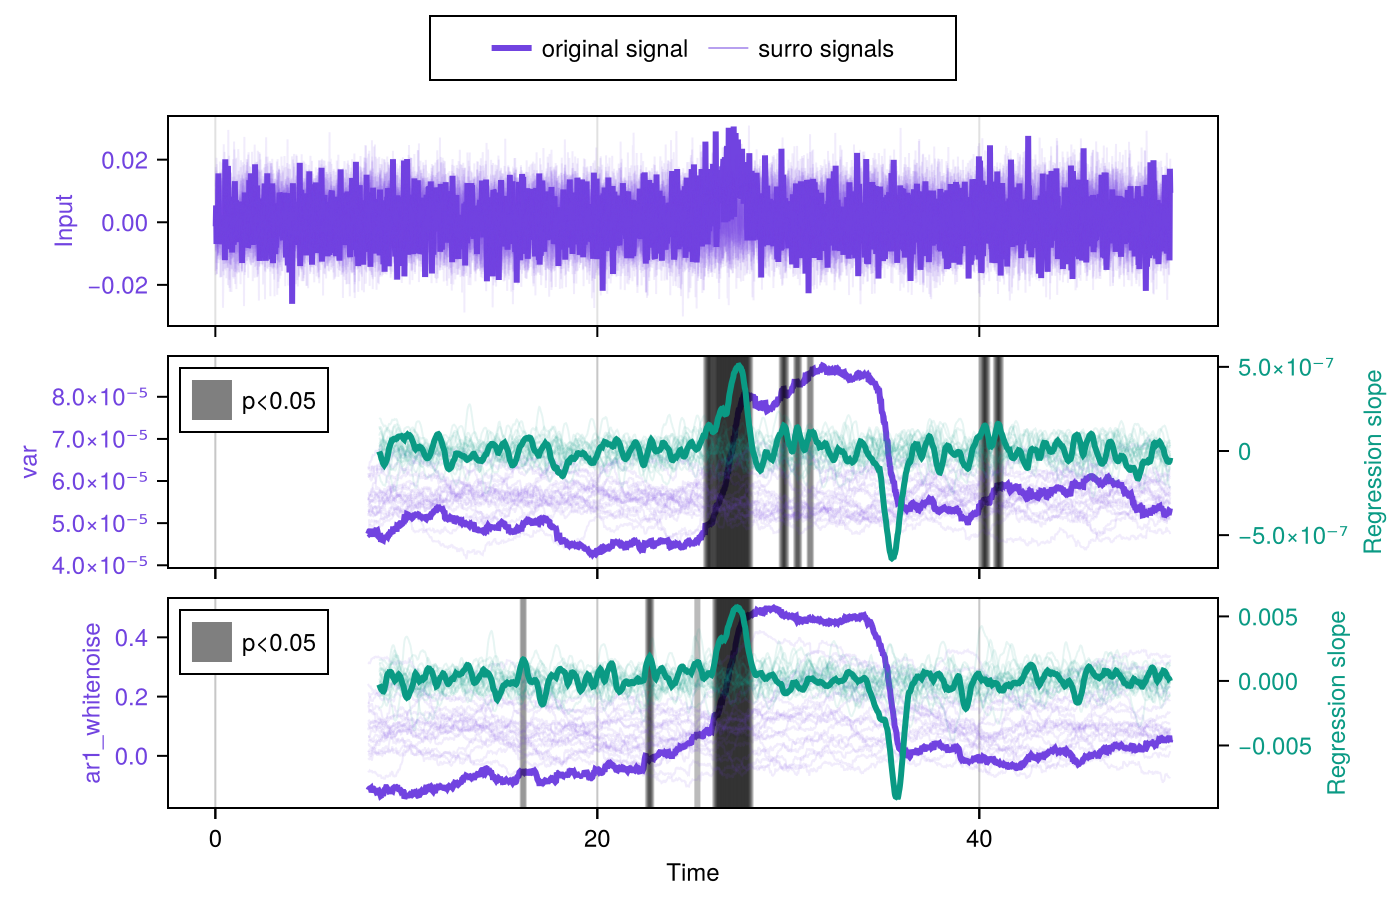 original signal surro signals
Input
0.02
0.00
−0.02
var
8.0×10⁻⁵
7.0×10⁻⁵
6.0×10⁻⁵
5.0×10⁻⁵
4.0×10⁻⁵
p<0.05
5.0×10⁻⁷
0
−5.0×10⁻⁷
Regression slope
ar1_whitenoise
0.4
0.2
0.0
p<0.05
0.005
0.000
−0.005
Regression slope
0 20 40
Time